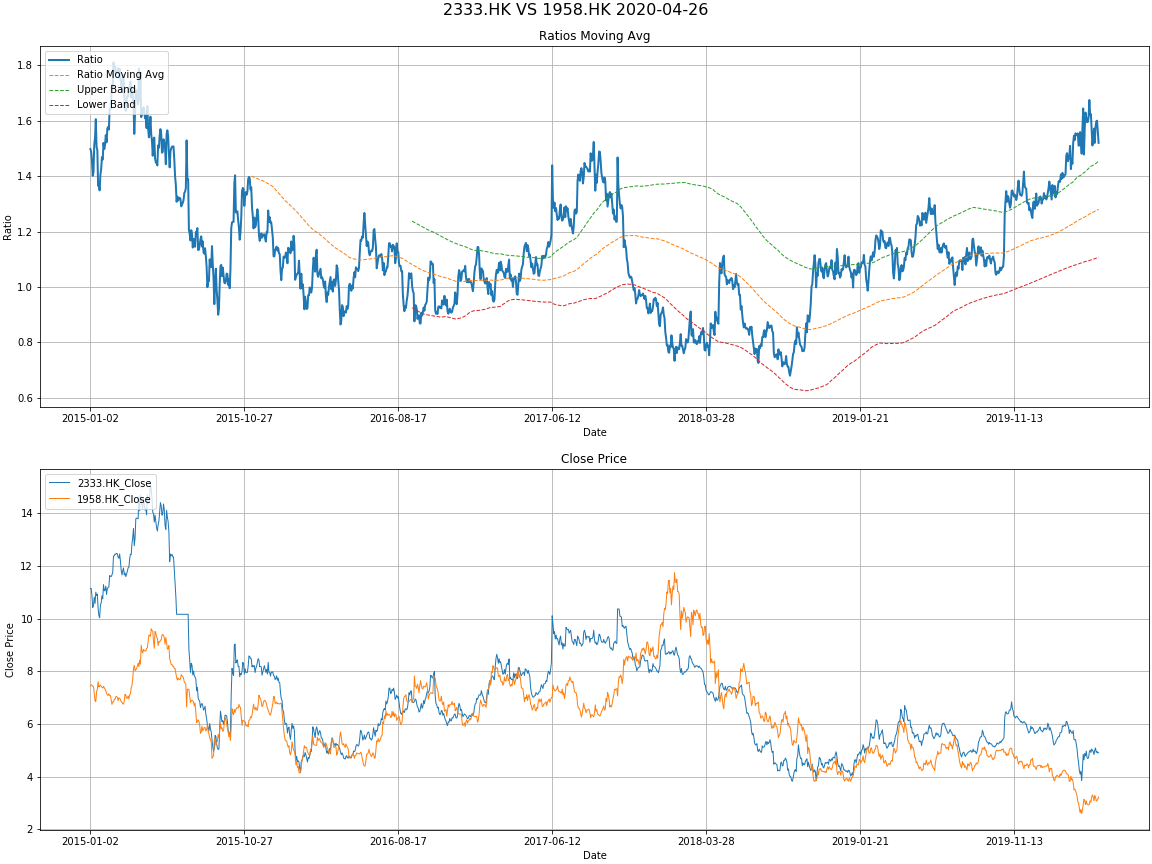 2333.HK VS 1958.HK 2020-04-26
Ratios Moving Avg
Ratio
Ratio Moving Avg
Upper Band
Lower Band
1.8
1.6
1.4
1.2
1.0
0.8
0.6
Ratio
2015-01-02 2015-10-27 2016-08-17 2017-06-12 2018-03-28 2019-01-21 2019-11-13
Date
Close Price
2333.HK_Close
1958.HK_Close
14
12
10
8
6
4
2
Close Price
2015-01-02 2015-10-27 2016-08-17 2017-06-12 2018-03-28 2019-01-21 2019-11-13
Date